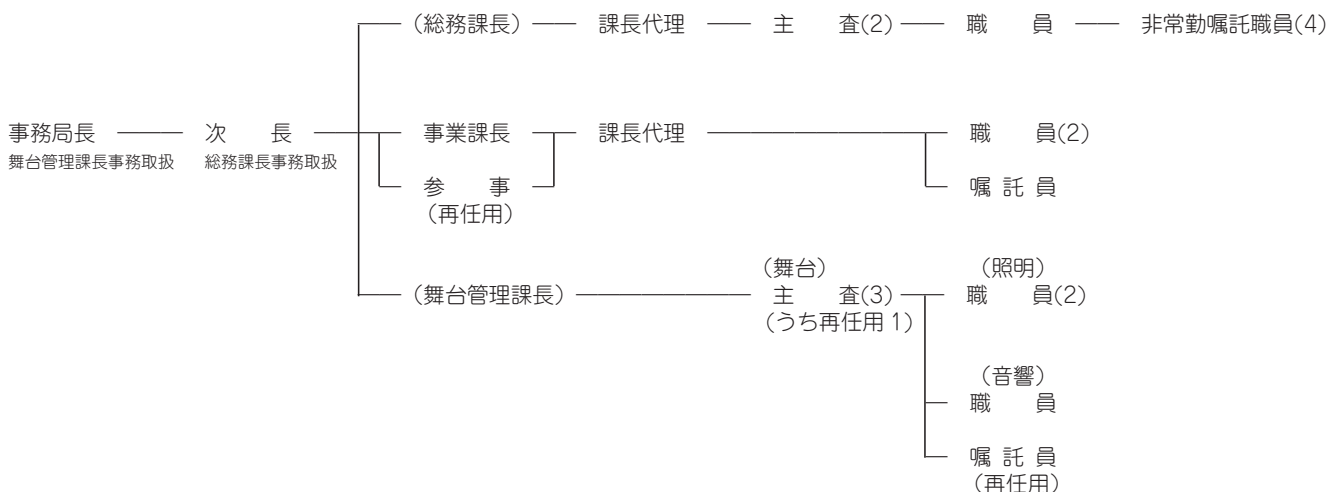 （総務課長） 課長代理 主　査(2) 職　員 非常勤嘱託職員(4)
事務局長 次　長 事業課長 課長代理 職　員(2)
舞台管理課長事務取扱 総務課長事務取扱
参　事 嘱 託 員
（再任用）
（舞台） （照明）
（舞台管理課長） 主　査(3) 職　員(2)
（うち再任用 1）
（音響）
職　員
嘱 託 員
（再任用）